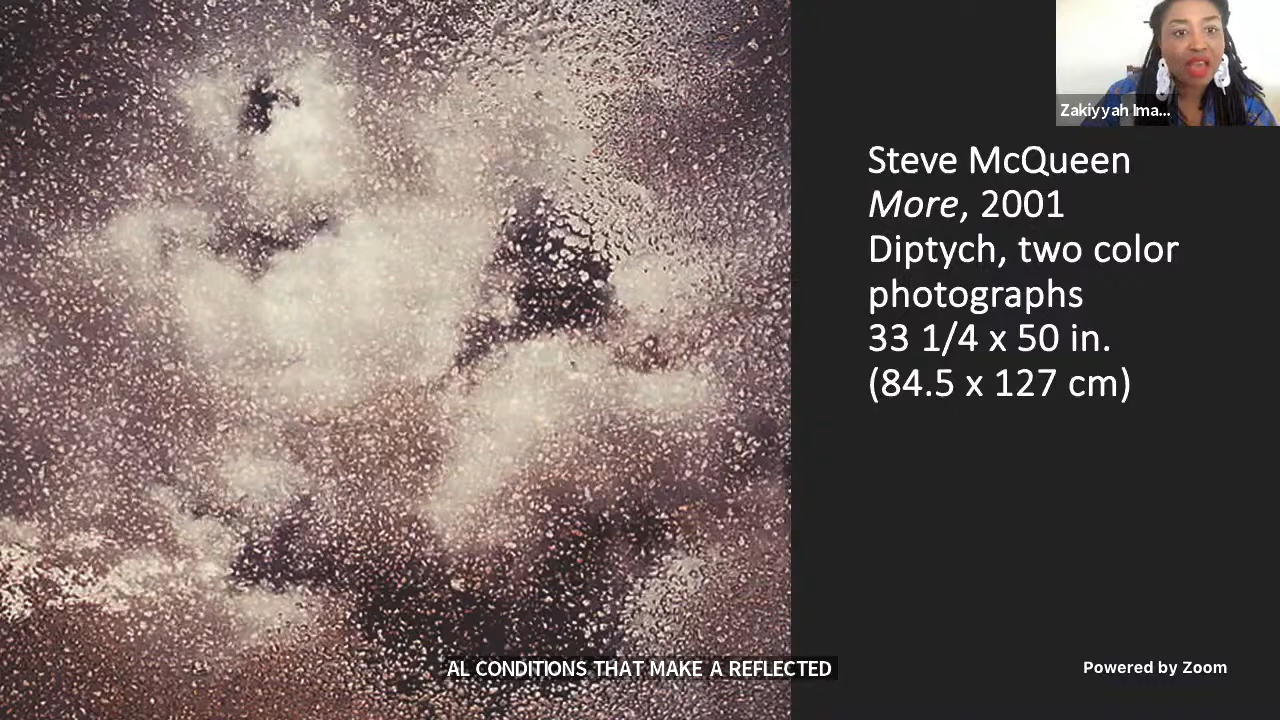 Zakiyyah Ima...
Steve McQueen
More, 2001
Diptych, two color
photographs
33 1/4 x 50 in.
(84.5 x 127 cm)
AL CONDITIONS THAT MAKE A REFLECTED
Powered by Zoom